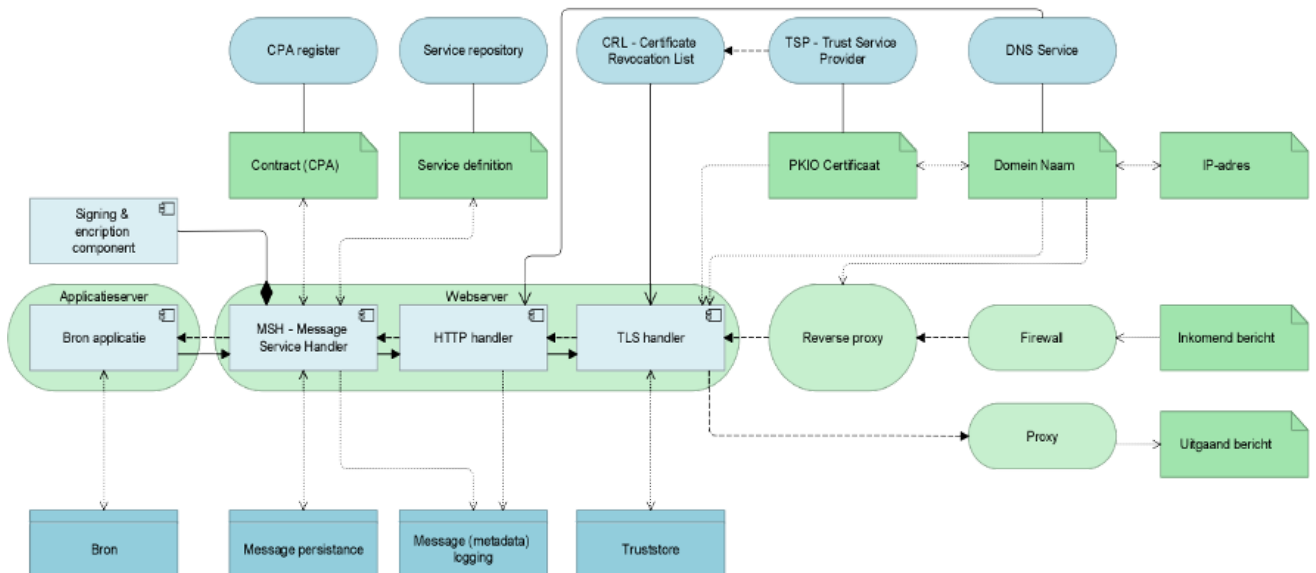 CPA register
Service repository
CRL - Certificate
Revocation List
TSP - Trust Service
Provider
DNS Service
Contract (CPA)
Service definition
PKIO Certificaat
Domein Naam
IP-adres
Signing &
encription
component
Applicatieserver
Webserver
Bron applicatie
MSH - Message
Service Handler
HTTP handler
TLS handler
Reverse proxy
Firewall
Inkomend bericht
Proxy
Uitgaand bericht
Bron
Message persistance
Message (metadata)
logging
Truststore